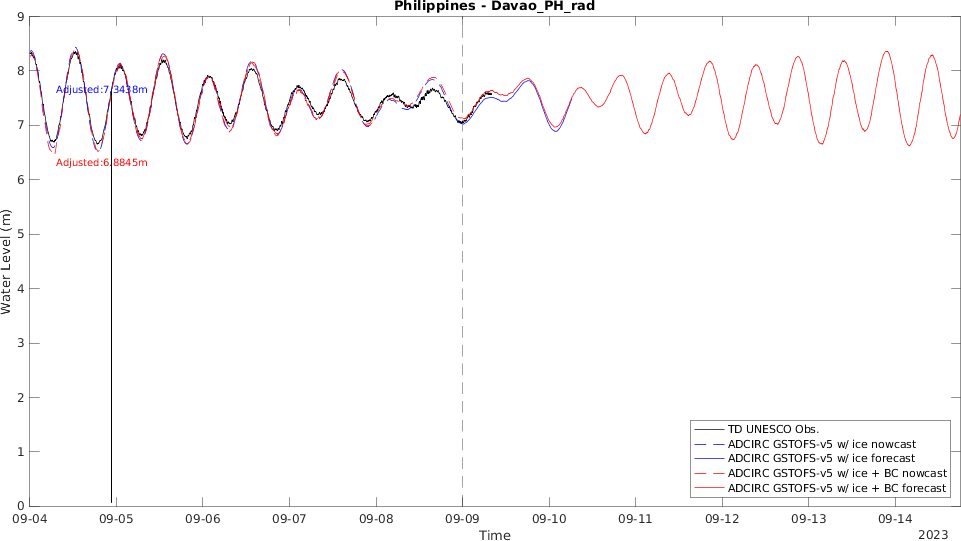 Philippines - Davao_PH_rad
9
8
7
6
5
4
3
2
1
0
Water Level (m)
Adjusted:7.3438m
Adjusted:6.8845m
TD UNESCO Obs.
ADCIRC GSTOFS-v5 w/ ice nowcast
ADCIRC GSTOFS-v5 w/ ice forecast
ADCIRC GSTOFS-v5 w/ ice + BC nowcast
ADCIRC GSTOFS-v5 w/ ice + BC forecast
09-04 09-05 09-06 09-07 09-08 09-09 09-10 09-11 09-12 09-13 09-14
Time
2023